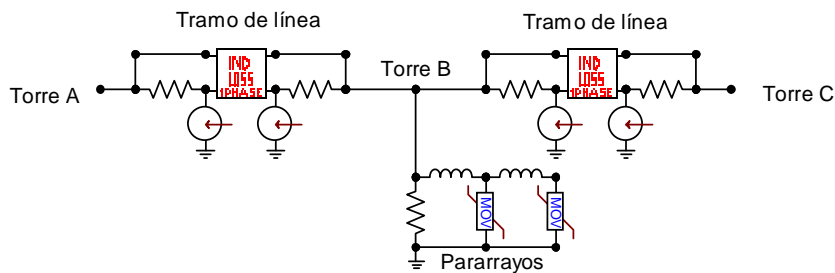 Tramo de línea
Tramo de línea
IND
LOSS
1PHASE
IND
LOSS
1PHASE
Torre A
Torre B
Torre C
MOV
MOV
Pararrayos